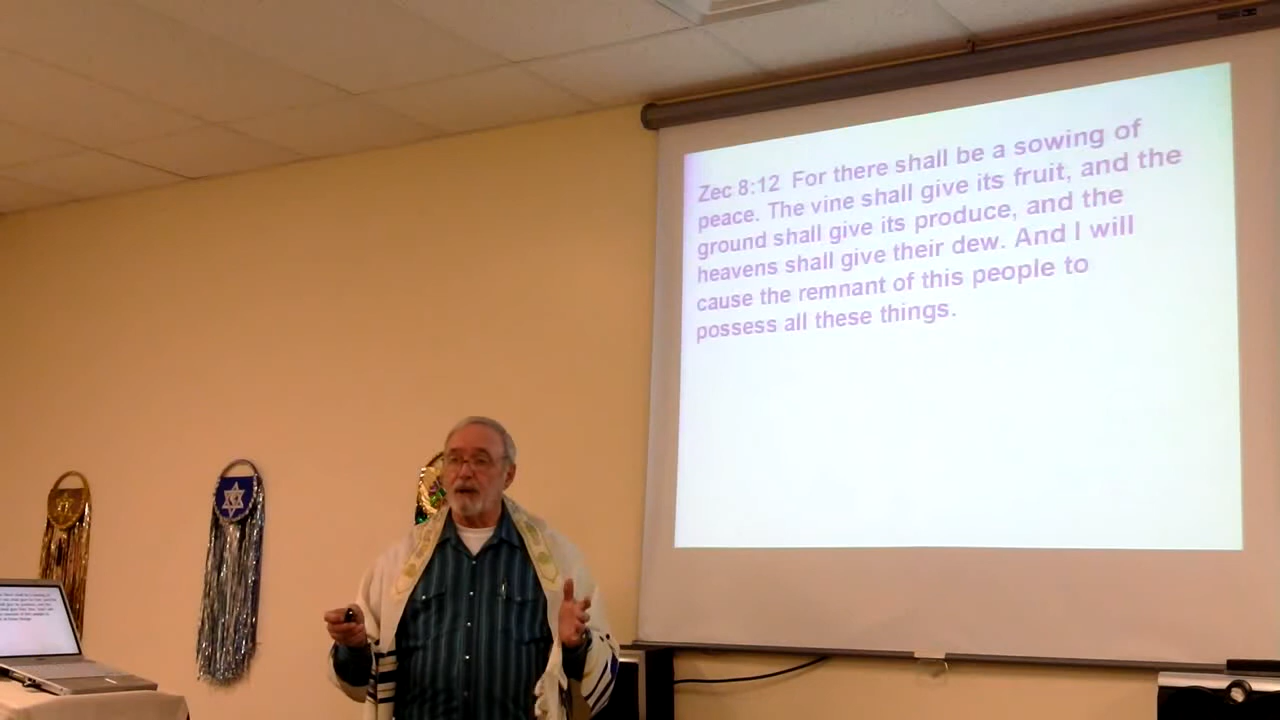 Zec 8:12 For there shall be a sowing of
peace. The vine shall give its fruit, and the
ground shall give its produce, and the
heavens shall give their dew. And I will
cause the remnant of this people to
possess all these things.